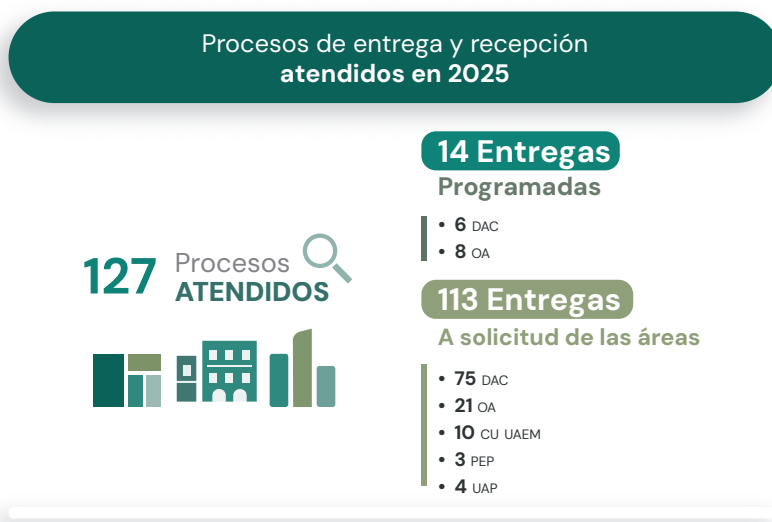 Procesos de entrega y recepción
atendidos en 2025
127 Procesos
ATENDIDOS
14 Entregas
Programadas
• 6 DAC
• 8 OA
113 Entregas
A solicitud de las áreas
• 75 DAC
• 21 OA
• 10 CU UAEM
• 3 PEP
• 4 UAP